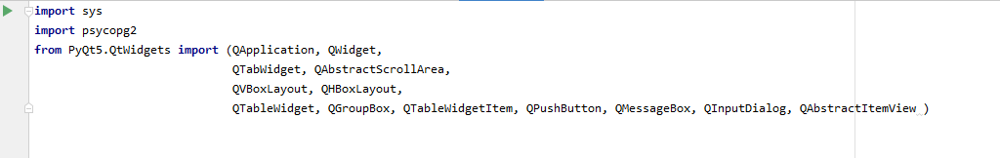 import sys
import psycopg2
from PyQt5.QtWidgets import (QApplication, QWidget,
QTabWidget, QAbstractScrollArea,
QVBoxLayout, QHBoxLayout,
QTableWidget, QGroupBox, QTableWidgetItem, QPushButton, QMessageBox, QInputDialog, QAbstractItemView )